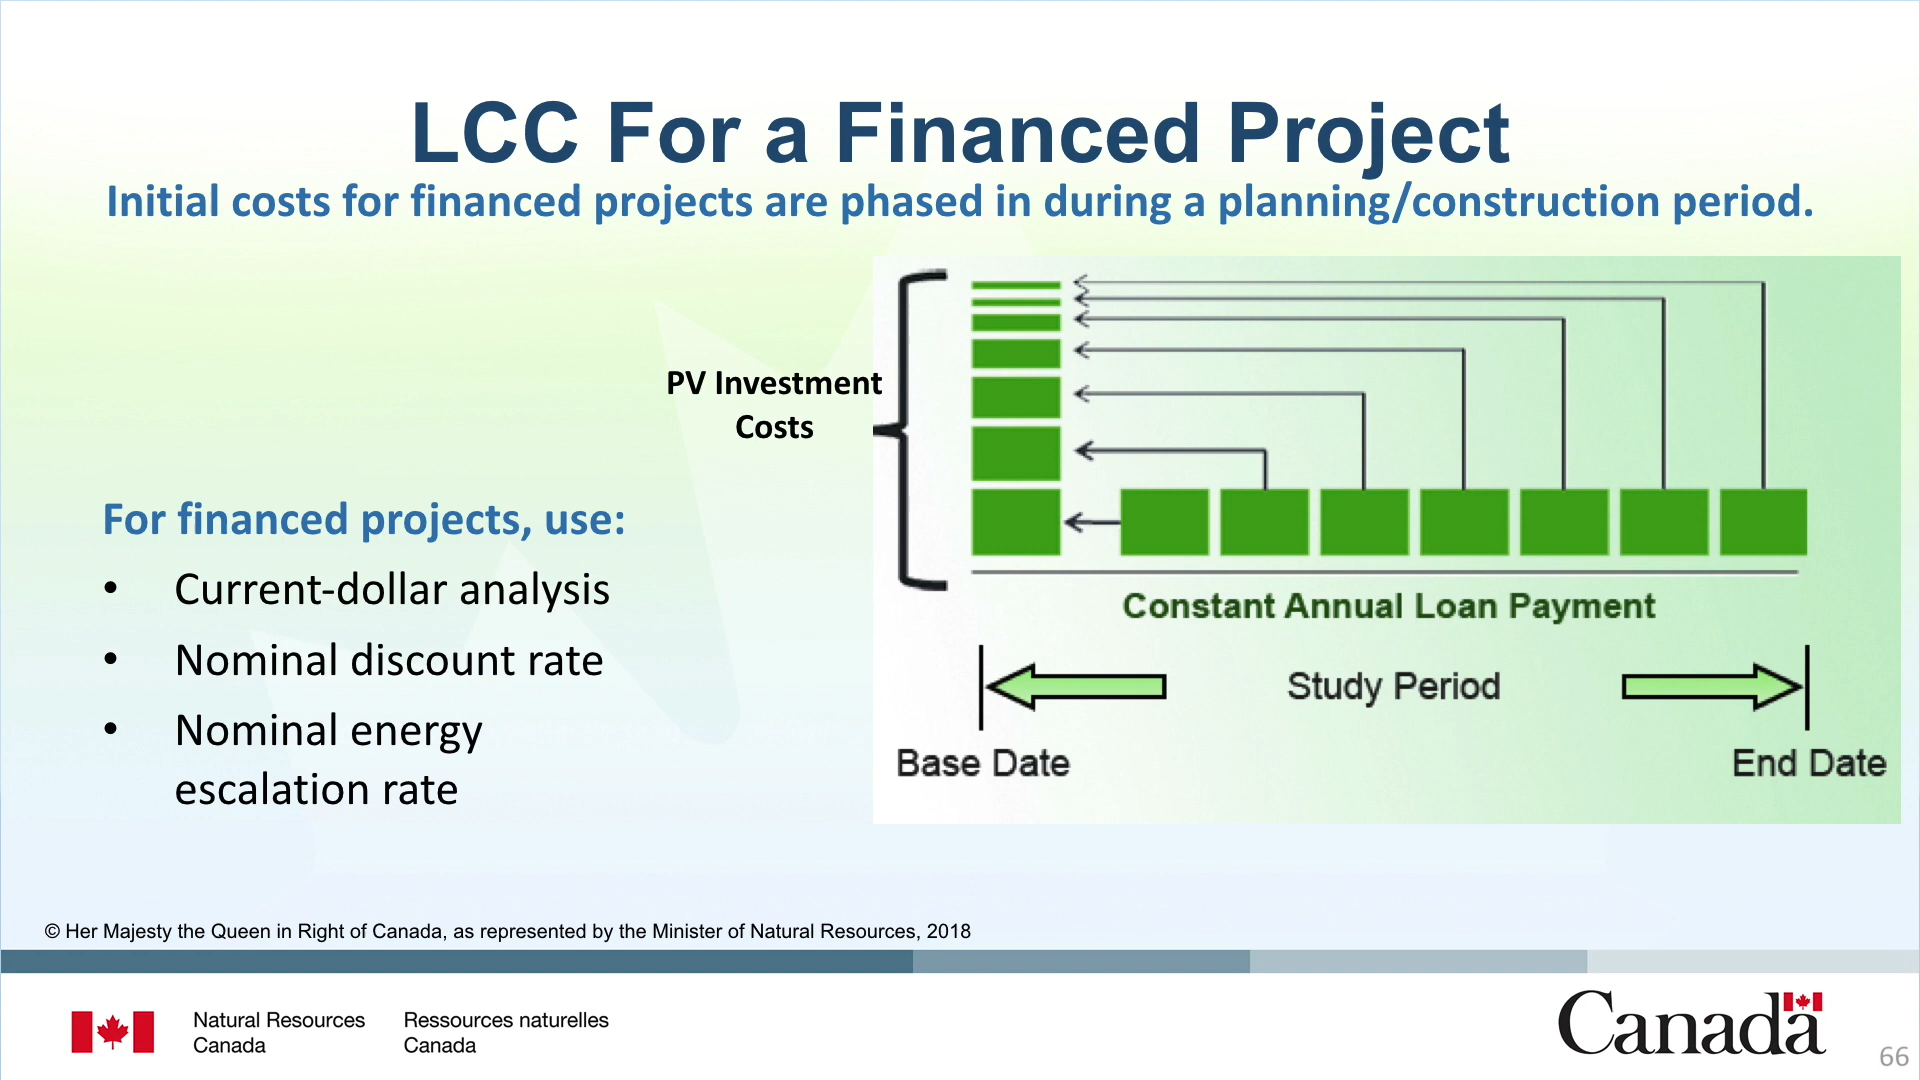 LCC For a Financed Project
Initial costs for financed projects are phased in during a planning/construction period.
PV Investment
Costs
For financed projects, use:
• Current-dollar analysis
• Nominal discount rate
• Nominal energy
escalation rate
Constant Annual Loan Payment
Study Period
Base Date
End Date
© Her Majesty the Queen in Right of Canada, as represented by the Minister of Natural Resources, 2018
Natural Resources
Canada
Ressources naturelles
Canada
Canada
66